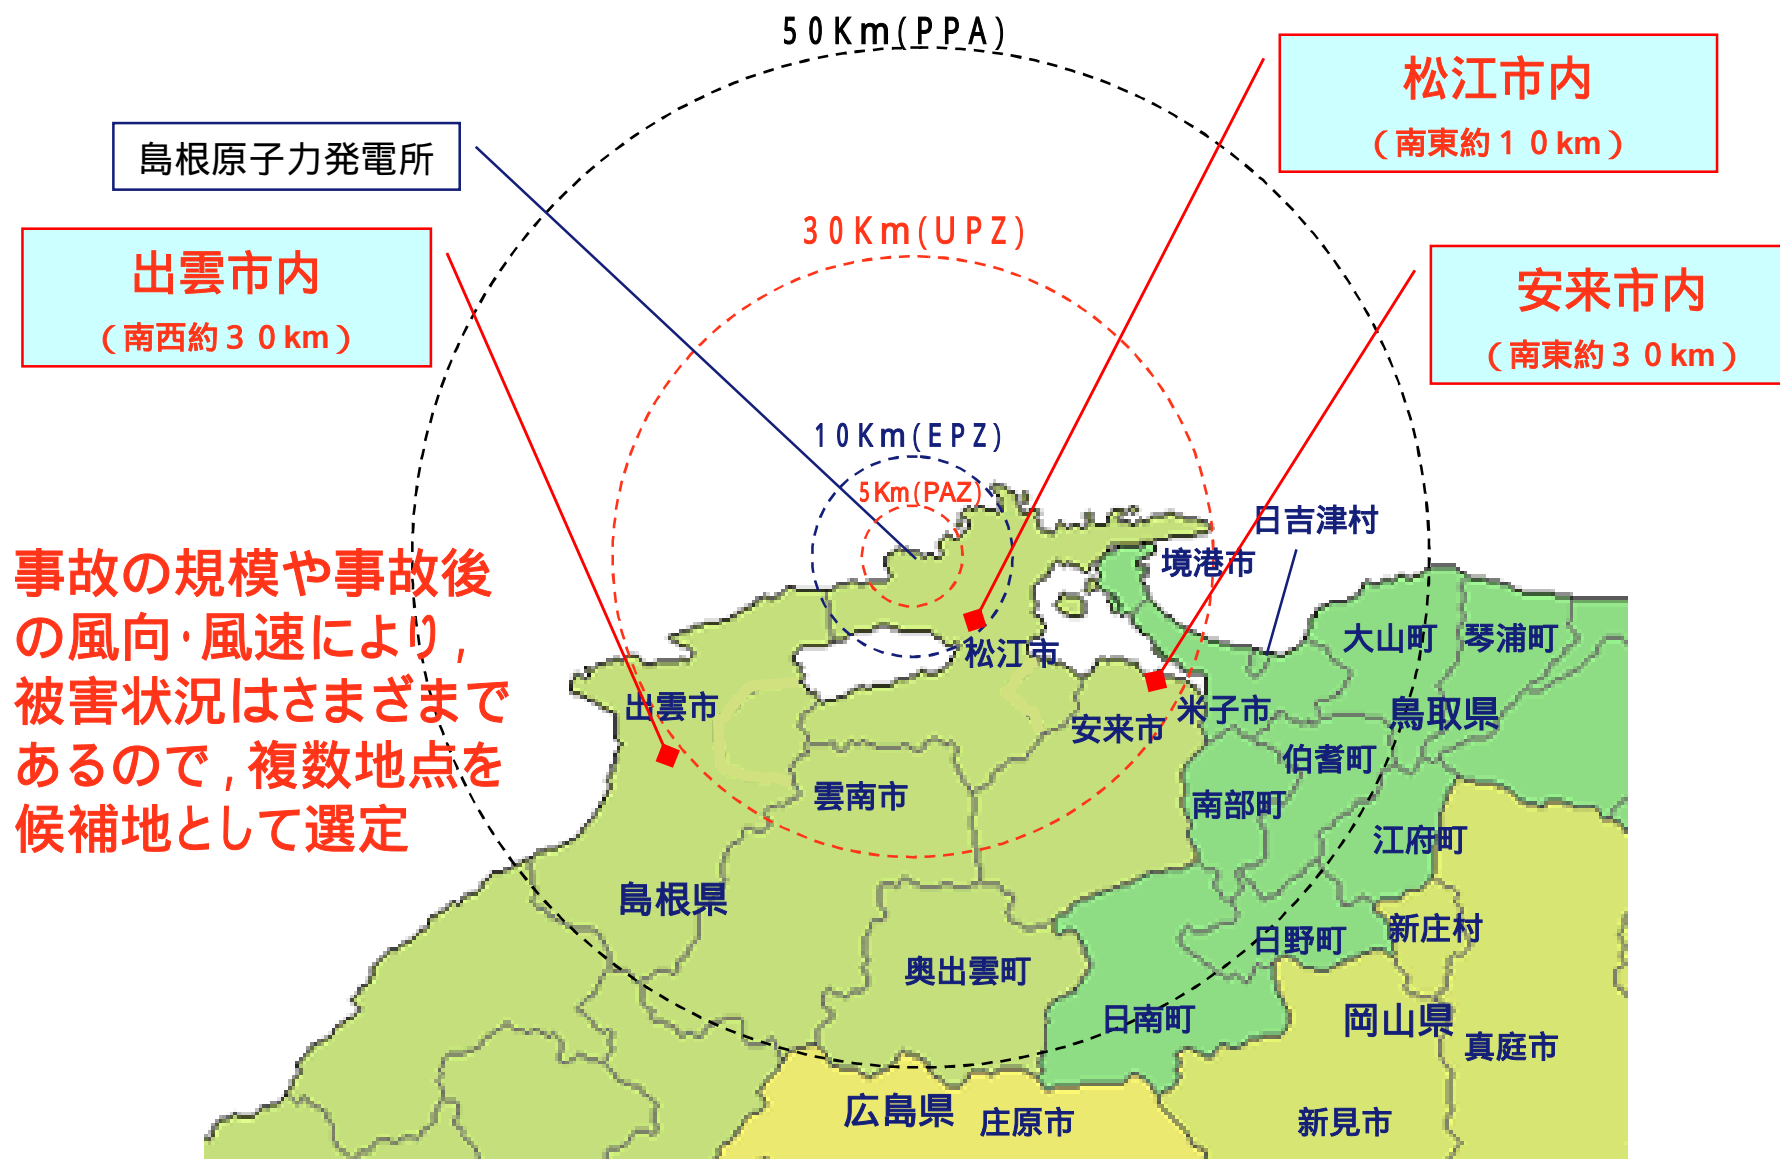 50Km(PPA)
松江市内
（南東約１０km）
島根原子力発電所
30Km(UPZ)
出雲市内
（南西約３０km）
安来市内
（南東約３０km）
10Km(EPZ)
5Km(PAZ)
日吉津村
境港市
事故の規模や事故後
の風向・風速により，
被害状況はさまざまで
あるので，複数地点を
候補地として選定
大山町
琴浦町
松江市
出雲市
安来市
米子市
鳥取県
伯耆町
雲南市
南部町
江府町
島根県
新庄村
日野町
奥出雲町
日南町
岡山県
真庭市
広島県
庄原市
新見市